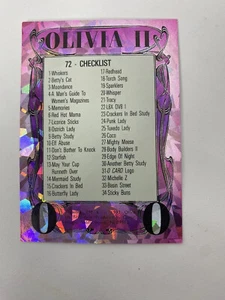 OLIVIA II
72 - CHECKLIST
1 Whiskers
2 Betty's Cat
3 Moondance
4 A Man's Guide To
Women's Magazines
5 Memories
6 Red Hot Mama
7 Licorice Sticks
8 Ostrich Lady
9 Betty Study
10 Elf Abuse
11 Don't Bother To Knock
12 Starfish
13 May Your Cup
Runneth Over
14 Mermaid Study
15 Crackers In Bed
16 Butterfly Lady
17 Redhead
18 Torch Song
19 Sparklers
20 Whisper
21 Tracy
22
23 Crackers In Bed Study
24 Punk Lady
25 Tuxedo Lady
26 Coco
27 Mighty Moose
28 Body Builders II
29 Edge Of Night
30 Another Betty Study
31 CARD Logo
32 Michelle 2
33 Basin Street
34 Sticky Buns
O
O